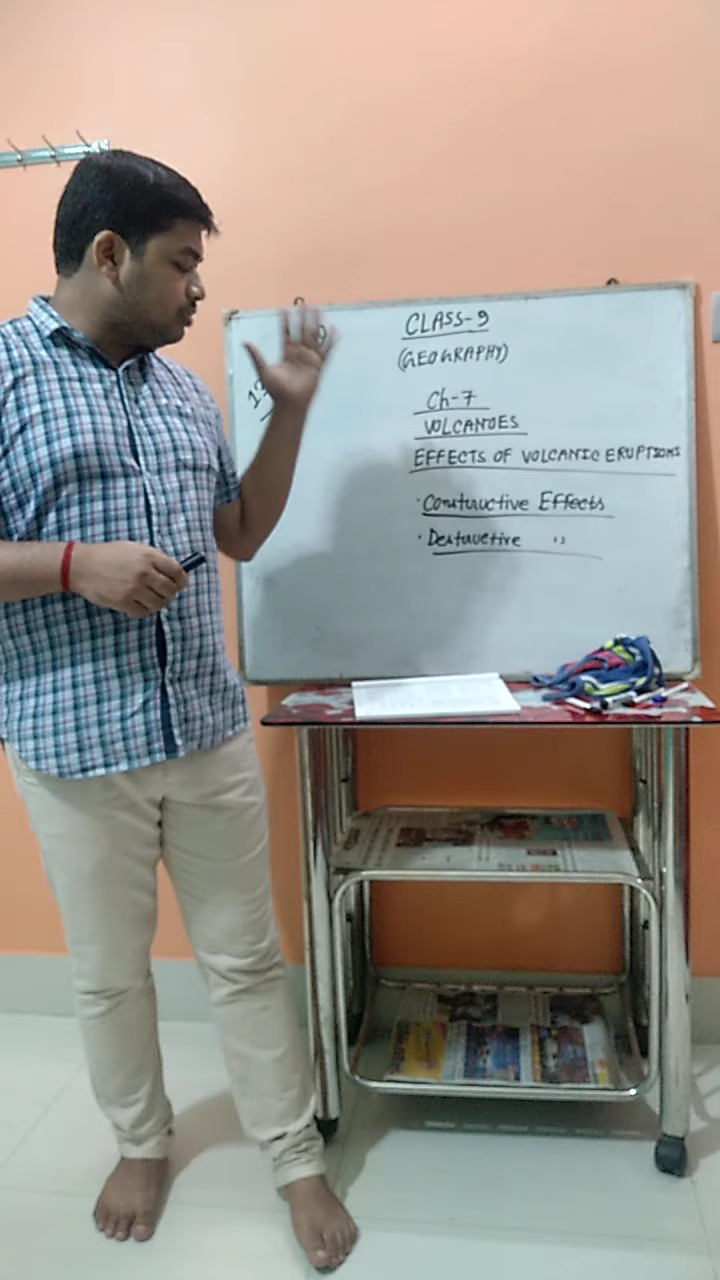 CLASS-9
(GEOGRAPHY)
Ch-7
VOLCANOES
EFFECTS OF VOLCANIC ERUPTIONS
· Constructive Effects
· Destructive ,,